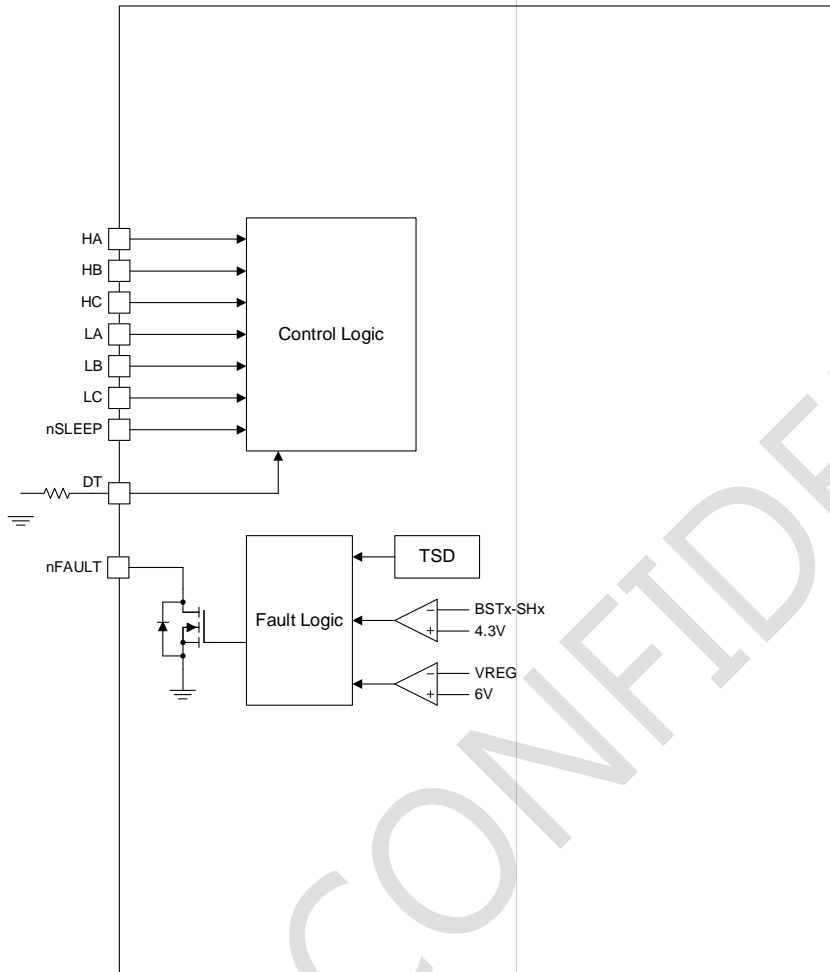 HA
HB
HC
LA
LB
LC
nSLEEP
Control Logic
DT
nFAULT
Fault Logic
TSD
BSTx-SHx
4.3V
VREG
6V
CONFIDE